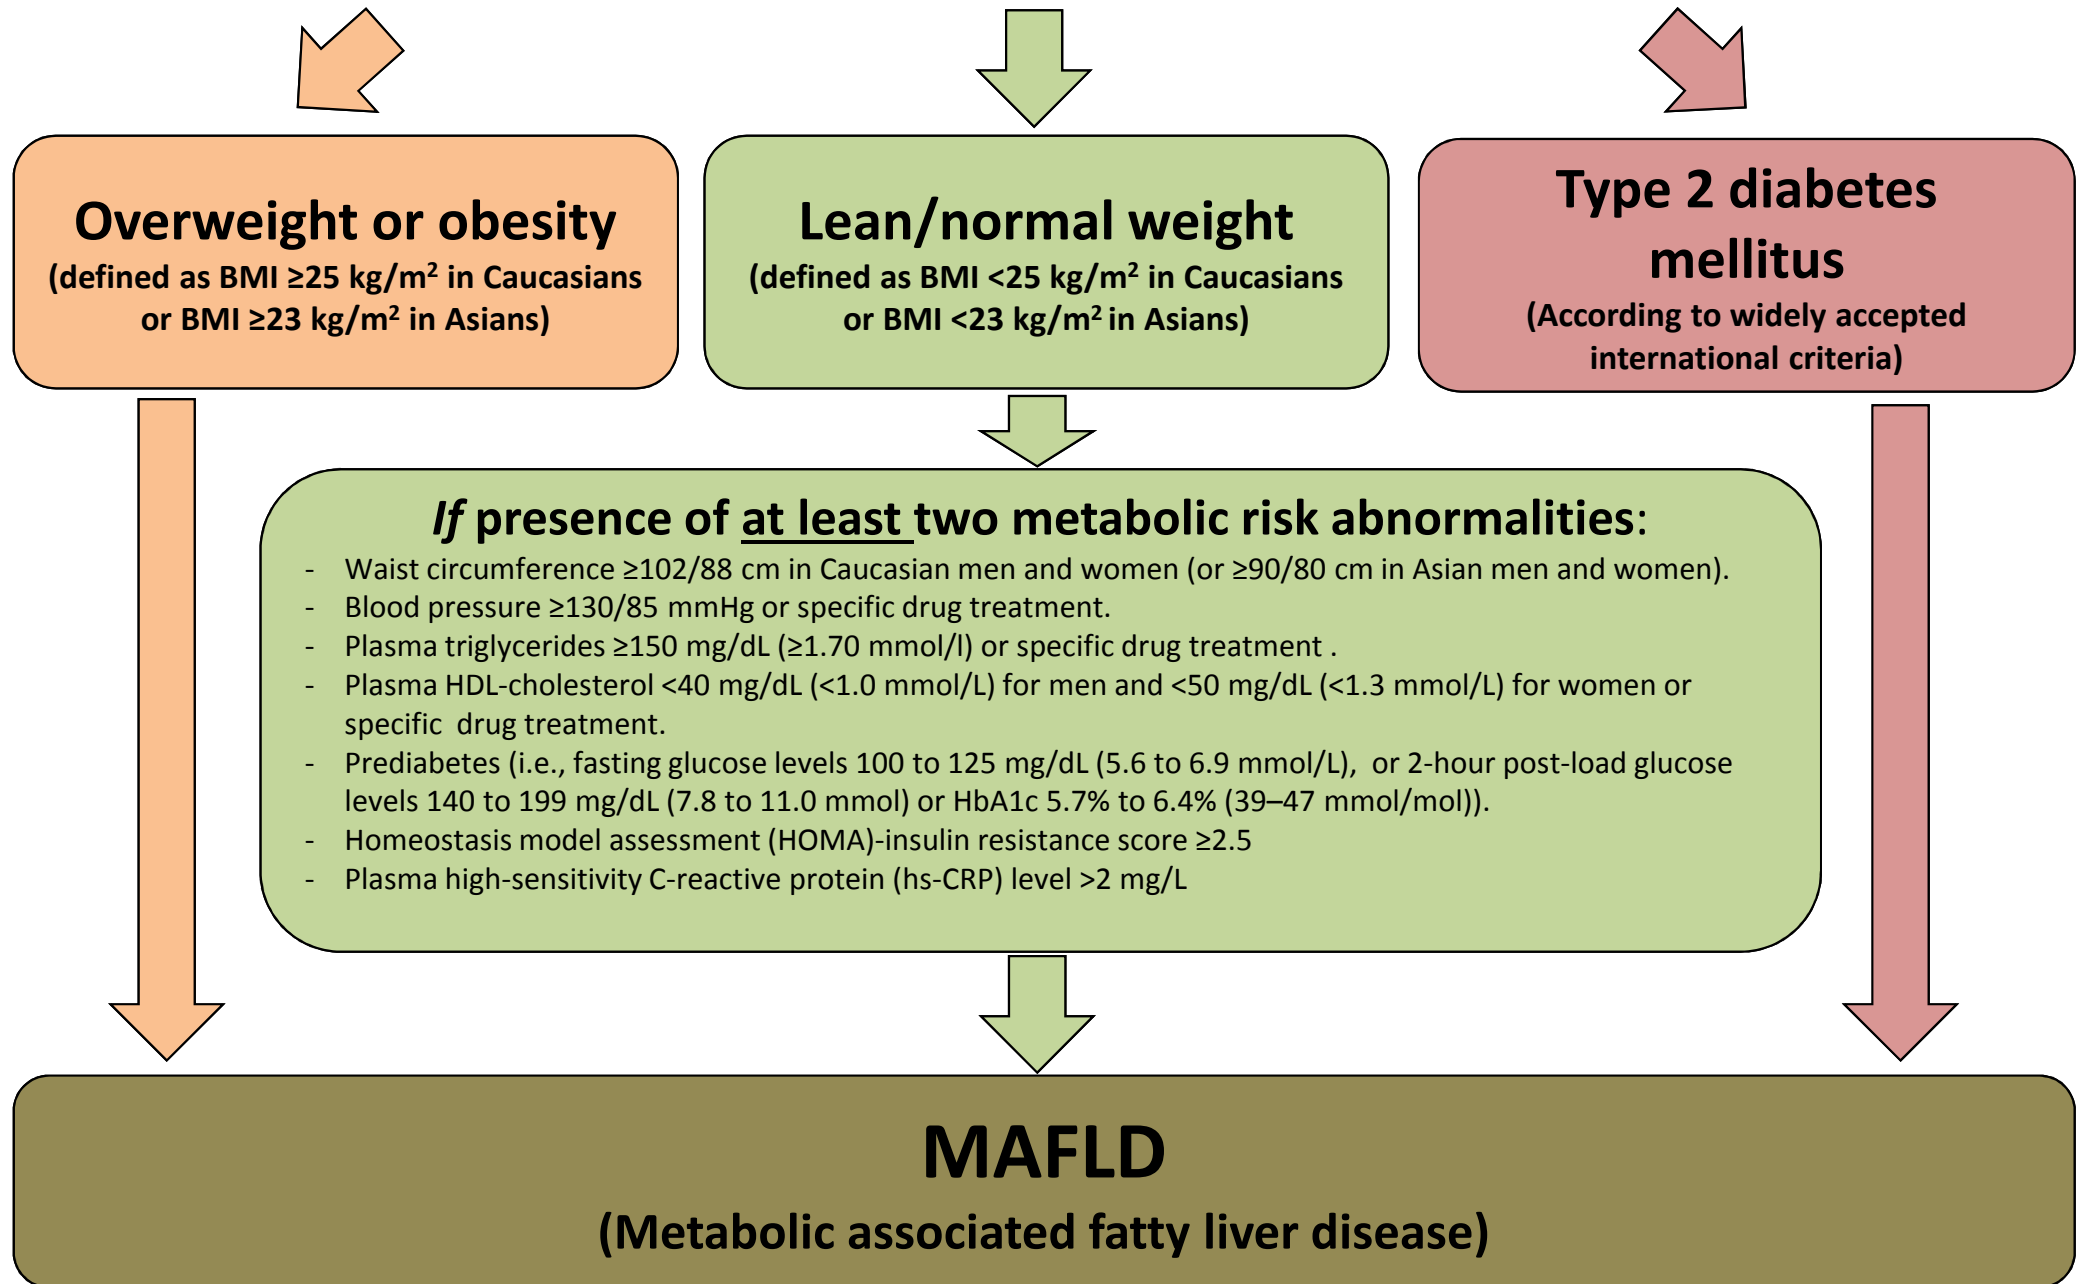 Overweight or obesity
(defined as BMI ≥25 kg/m² in Caucasians
or BMI ≥23 kg/m² in Asians)
Lean/normal weight
(defined as BMI <25 kg/m² in Caucasians
or BMI <23 kg/m² in Asians)
Type 2 diabetes
mellitus
(According to widely accepted
international criteria)
If presence of at least two metabolic risk abnormalities:
- Waist circumference ≥102/88 cm in Caucasian men and women (or ≥90/80 cm in Asian men and women).
- Blood pressure ≥130/85 mmHg or specific drug treatment.
- Plasma triglycerides ≥150 mg/dL (≥1.70 mmol/l) or specific drug treatment .
- Plasma HDL-cholesterol <40 mg/dL (<1.0 mmol/L) for men and <50 mg/dL (<1.3 mmol/L) for women or
specific drug treatment.
- Prediabetes (i.e., fasting glucose levels 100 to 125 mg/dL (5.6 to 6.9 mmol/L), or 2-hour post-load glucose
levels 140 to 199 mg/dL (7.8 to 11.0 mmol) or HbA1c 5.7% to 6.4% (39–47 mmol/mol)).
- Homeostasis model assessment (HOMA)-insulin resistance score ≥2.5
- Plasma high-sensitivity C-reactive protein (hs-CRP) level >2 mg/L
MAFLD
(Metabolic associated fatty liver disease)